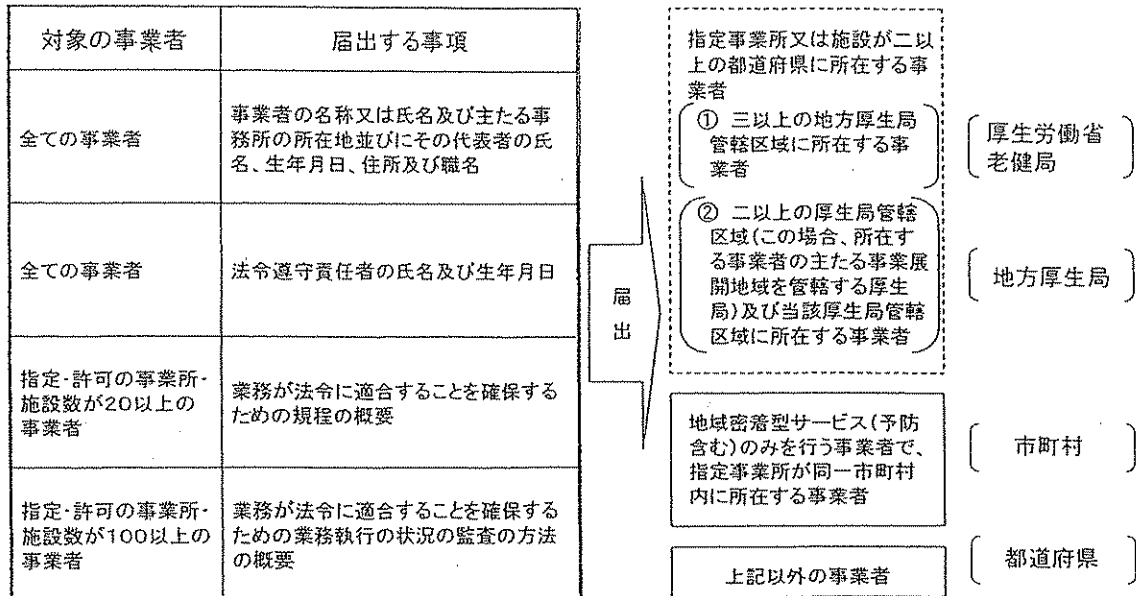 対象の事業者
届出する事項
全ての事業者
事業者の名称又は氏名及び主たる事
務所の所在地並びにその代表者の氏
名、生年月日、住所及び職名
全ての事業者
法令遵守責任者の氏名及び生年月日
指定・許可の事業所・
施設数が20以上の
事業者
業務が法令に適合することを確保する
ための規程の概要
指定・許可の事業所・
施設数が100以上の
事業者
業務が法令に適合することを確保する
ための業務執行の状況の監査の方法
の概要
届
出
指定事業所又は施設が二以
上の都道府県に所在する事
業者
① 三以上の地方厚生局
管轄区域に所在する事
業者
② 二以上の厚生局管轄
区域(この場合、所在す
る事業者の主たる事業展
開地域を管轄する厚生
局)及び当該厚生局管轄
区域に所在する事業者
地域密着型サービス(予防
含む)のみを行う事業者で、
指定事業所が同一市町村
内に所在する事業者
上記以外の事業者
厚生労働省
老健局
地方厚生局
市町村
都道府県